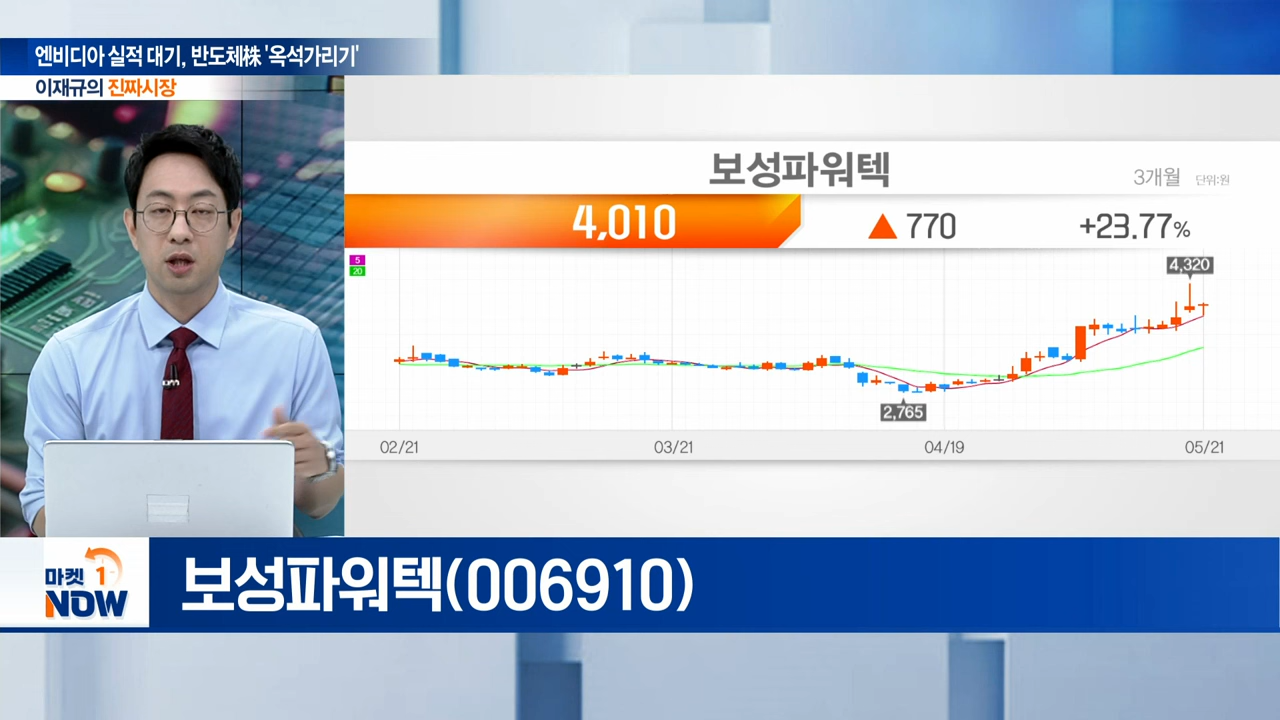 엔비디아 실적 대기, 반도체株 '옥석가리기'
이재규의 진짜시장
보성파워텍
3개월 단위:원
4,010 ▲ 770 +23.77%
5
20
4,320
2,765
02/21 03/21 04/19 05/21
마켓 1
NOW
보성파워텍(006910)